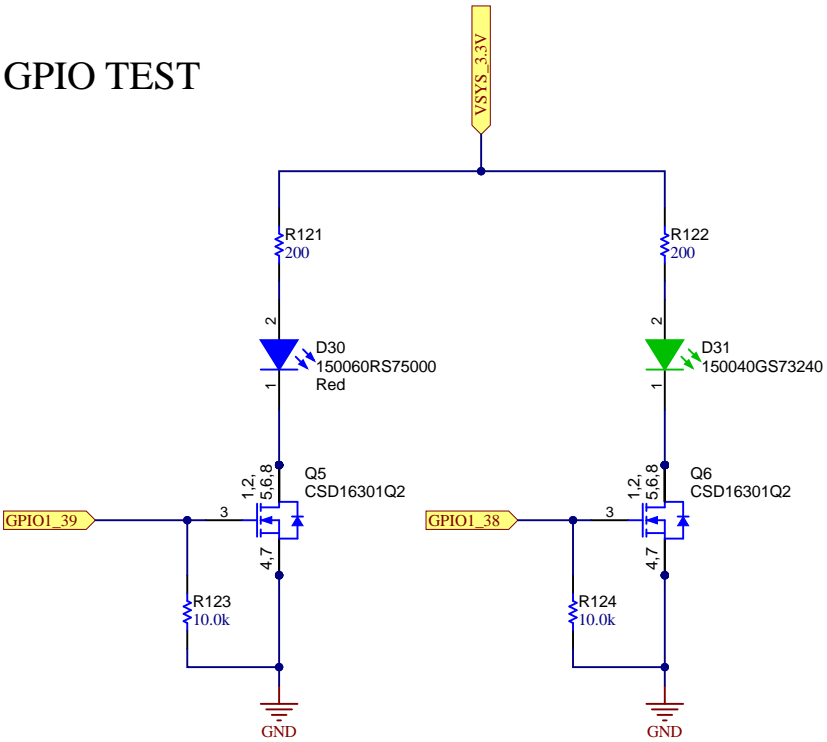 GPIO TEST
VSYS_3.3V
R121
200
R122
200
2
D30
150060RS75000
Red
1
2
D31
150040GS73240
1
1,2,
5,6,8
Q5
CSD16301Q2
GPIO1_39
3
4,7
1,2,
5,6,8
Q6
CSD16301Q2
GPIO1_38
3
4,7
R123
10.0k
R124
10.0k
GND
GND